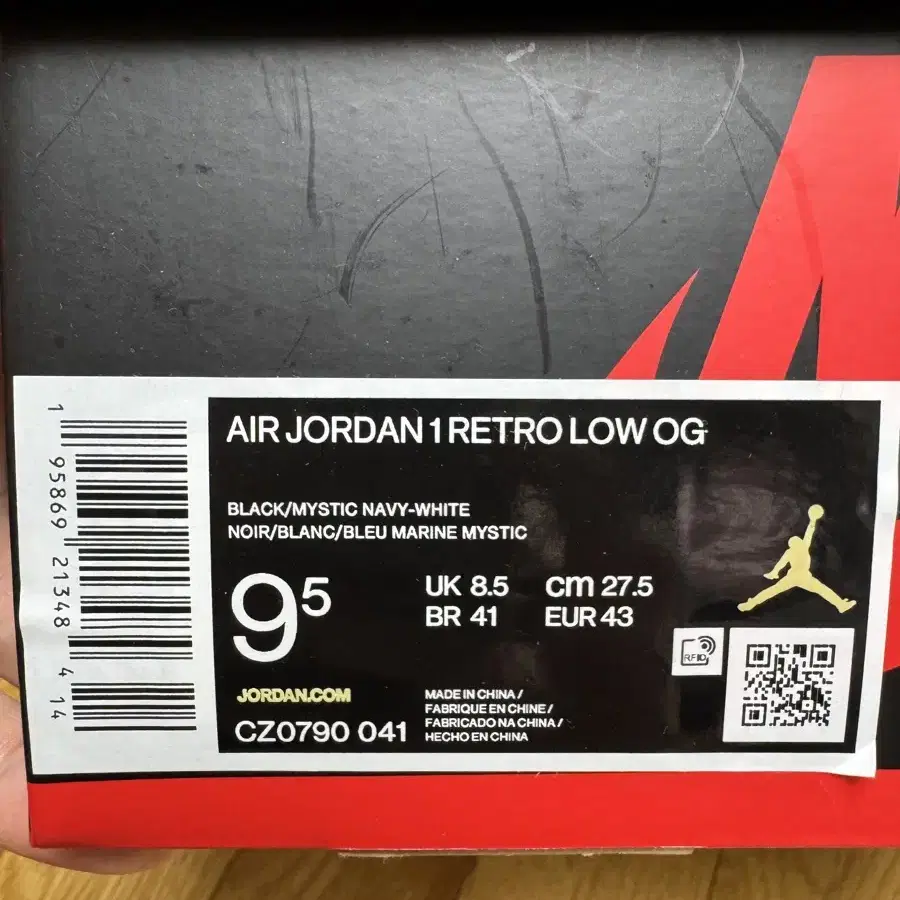 AIR JORDAN 1 RETRO LOW OG
BLACK/MYSTIC NAVY-WHITE
NOIR/BLANC/BLEU MARINE MYSTIC
9⁵
UK 8.5 cm 27.5
BR 41 EUR 43
RFID
JORDAN.COM
CZ0790 041
MADE IN CHINA /
FABRIQUE EN CHINE /
FABRICADO NA CHINA /
HECHO EN CHINA
1 95869 21348 4 14